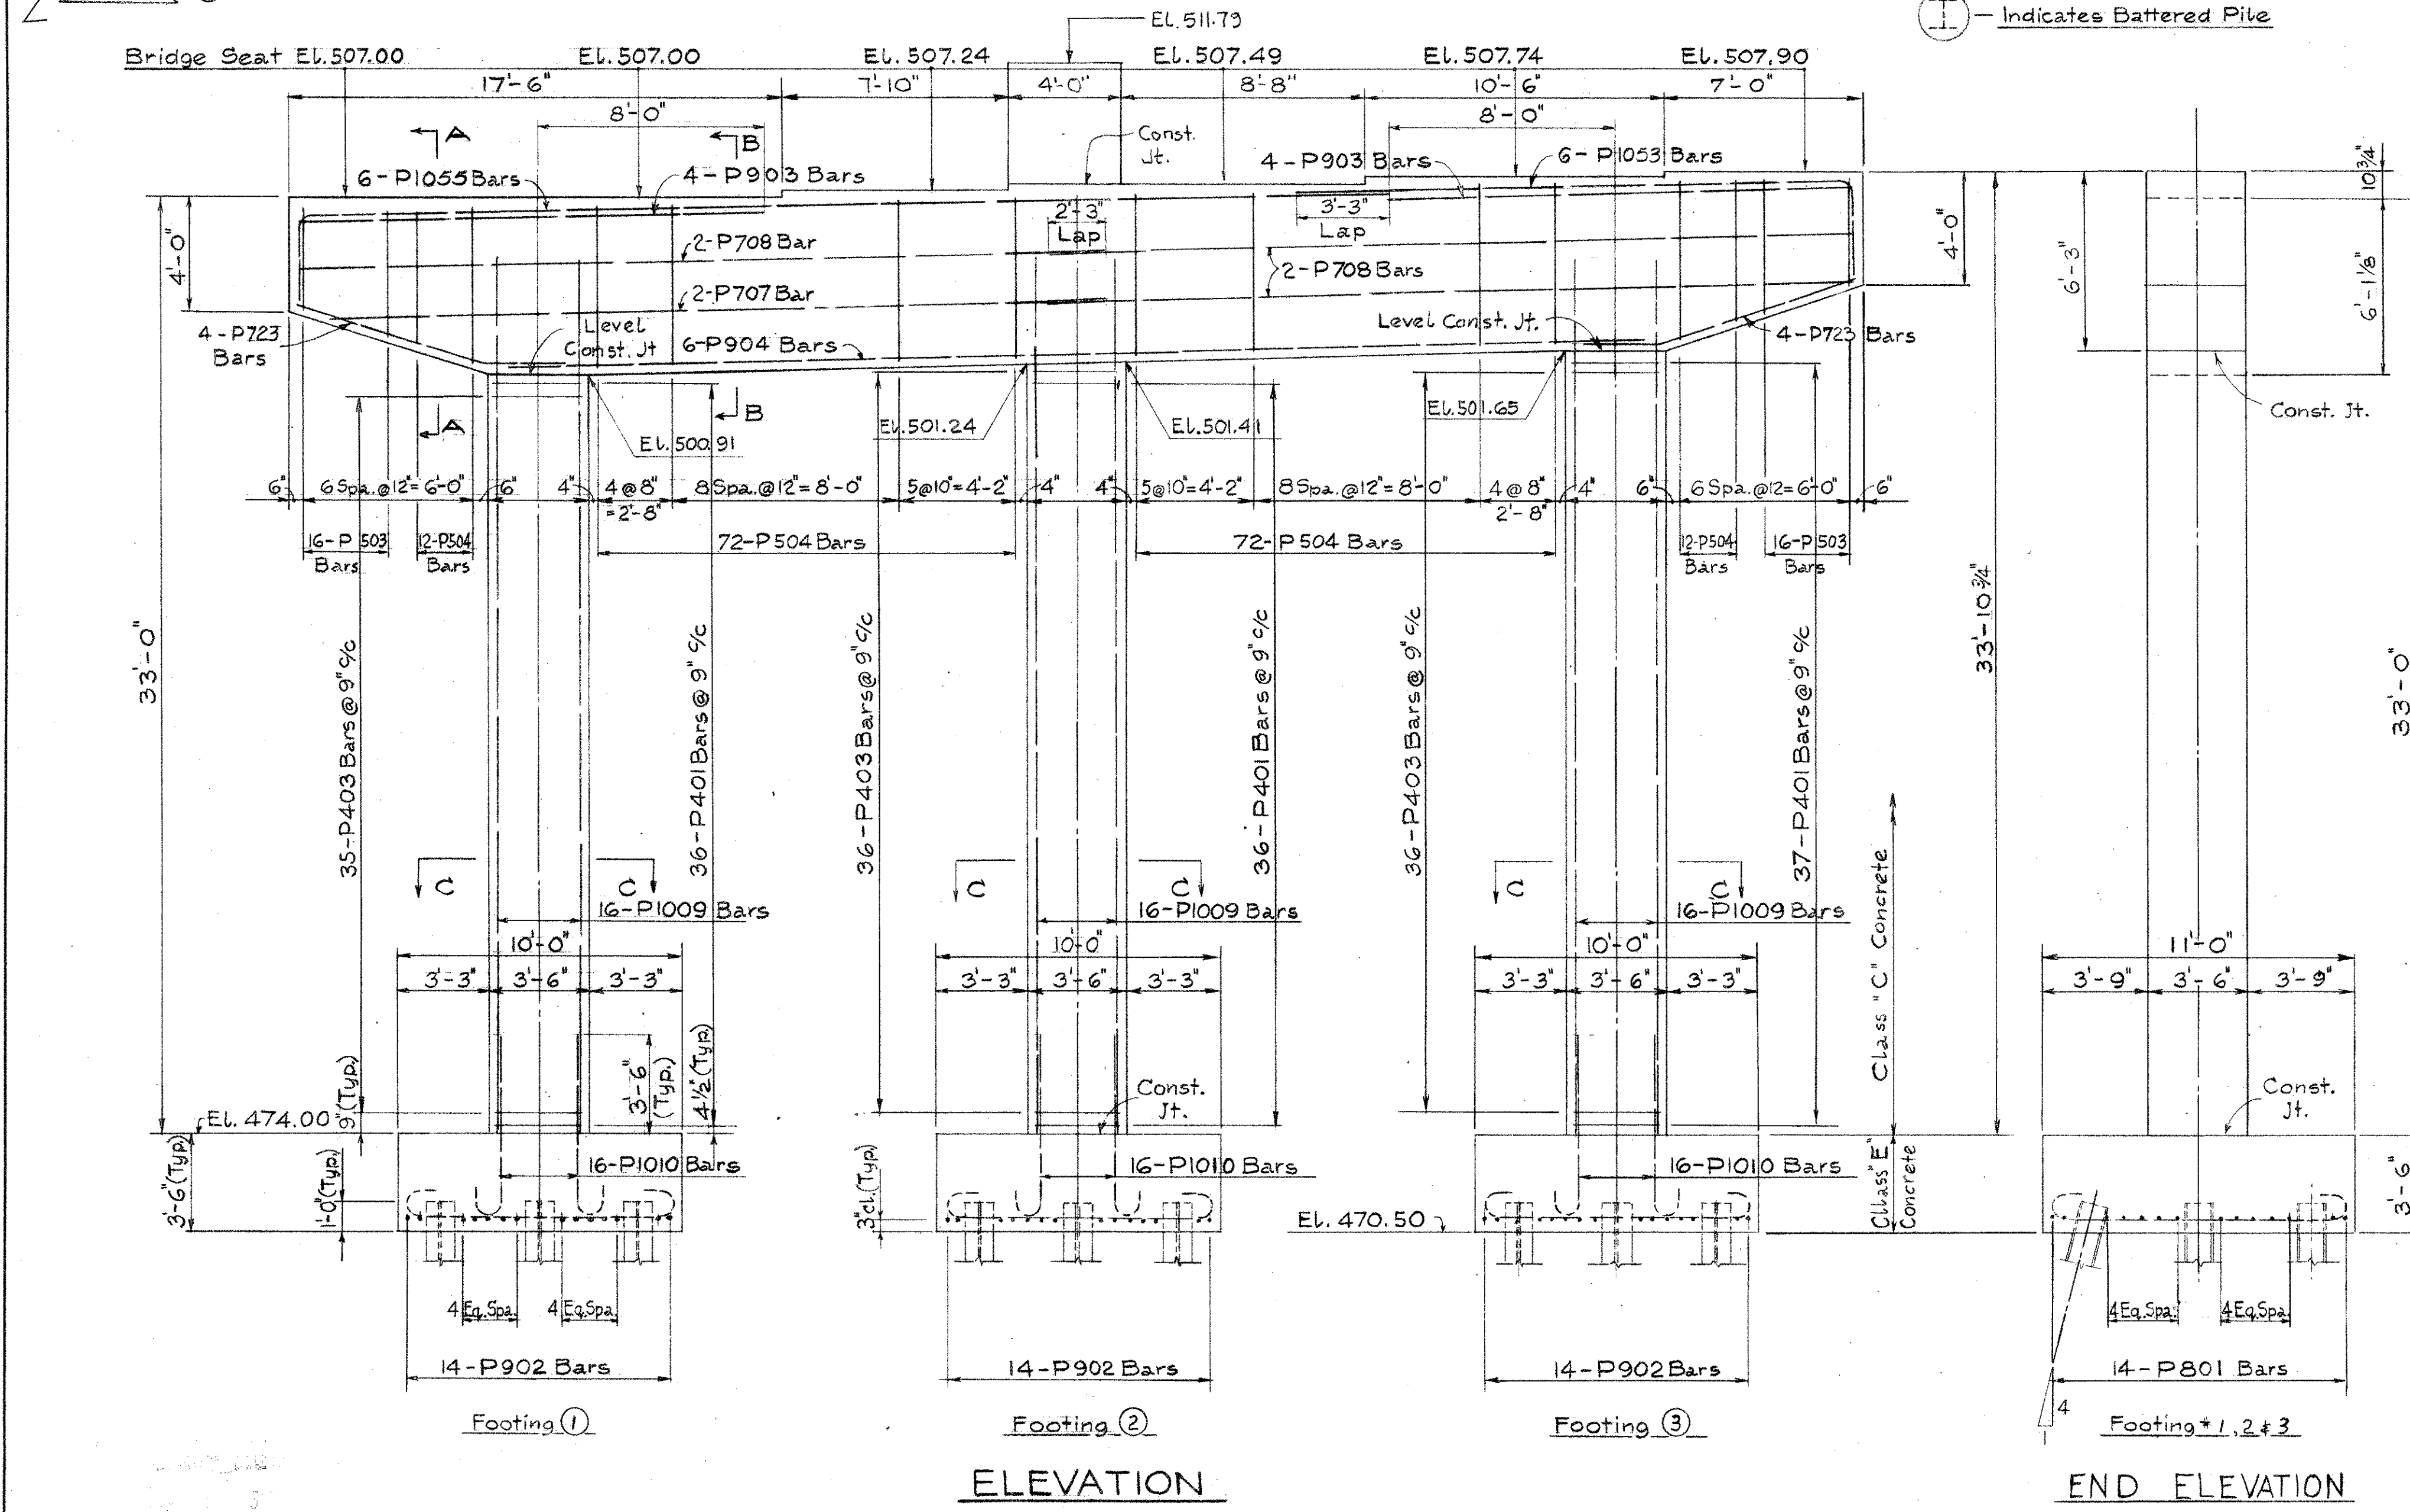 — Indicates Battered Pile
El. 511.79
Bridge Seat El. 507.00
El. 507.00
El. 507.24
El. 507.49
El. 507.74
El. 507.90
17'-6"
7'-10"
4'-0"
8'-8"
10'-6"
7'-0"
8'-0"
8'-0"
A
B
Const. Jt.
6-P1055 Bars
4-P903 Bars
4-P903 Bars
6-P1053 Bars
10¾"
2'-3"
Lap
3'-3"
Lap
4'-0"
4'-0"
6'-3"
6'-1⅛"
2-P708 Bar
2-P708 Bars
2-P707 Bar
4-P723
Bars
Level
Const. Jt
6-P904 Bars
Level Const. Jt.
4-P723 Bars
A
B
El. 500.91
El. 501.24
El. 501.41
El. 501.65
Const. Jt.
6" 6 Spa. @ 12" = 6'-0" 6" 4" 4 @ 8" = 2'-8" 8 Spa. @ 12" = 8'-0" 5 @ 10" = 4'-2" 4" 4" 5 @ 10" = 4'-2" 8 Spa. @ 12" = 8'-0" 4 @ 8" 2'-8" 4" 6" 6 Spa. @ 12 = 6'-0" 6"
16-P503
Bars
12-P504
Bars
72-P504 Bars
72-P504 Bars
12-P504
Bars
16-P503
Bars
33'-0"
35-P403 Bars @ 9" c/c
36-P401 Bars @ 9" c/c
36-P403 Bars @ 9" c/c
36-P401 Bars @ 9" c/c
36-P403 Bars @ 9" c/c
37-P401 Bars @ 9" c/c
33'-10¾"
33'-0"
C C
C C
C C
16-P1009 Bars
16-P1009 Bars
16-P1009 Bars
Class "C" Concrete
10'-0"
10'-0"
10'-0"
11'-0"
3'-3" 3'-6" 3'-3"
3'-3" 3'-6" 3'-3"
3'-3" 3'-6" 3'-3"
3'-9" 3'-6" 3'-9"
9" (Typ.)
3'-6"
(Typ.)
4½" (Typ)
Const.
Jt.
Const.
Jt.
El. 474.00
3'-6" (Typ.)
1'-0" (Typ.)
16-P1010 Bars
3" cl. (Typ.)
16-P1010 Bars
16-P1010 Bars
El. 470.50
Cllass "E"
Concrete
3'-6"
4 Eq. Spa. 4 Eq. Spa.
4 Eq. Spa. 4 Eq. Spa.
14-P902 Bars
14-P902 Bars
14-P902 Bars
14-P801 Bars
4
1
Footing ①
Footing ②
Footing ③
Footing # 1, 2 & 3
ELEVATION
END ELEVATION